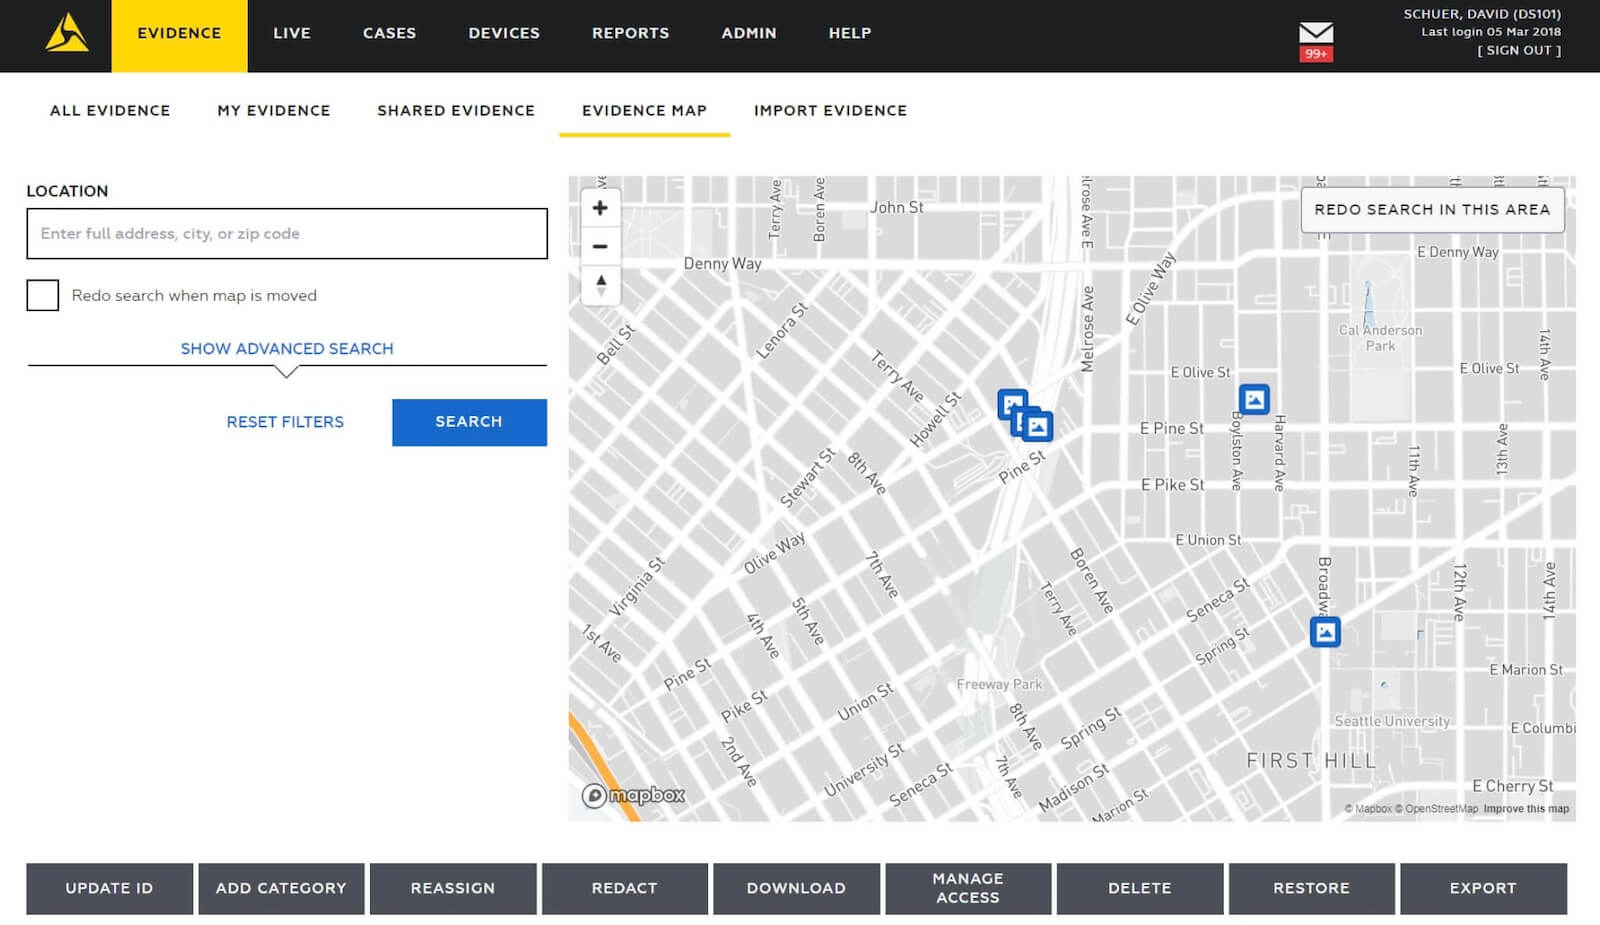 EVIDENCE
LIVE
CASES
DEVICES
REPORTS
ADMIN
HELP
99+
SCHUER, DAVID (DS101)
Last login 05 Mar 2018
[ SIGN OUT ]
ALL EVIDENCE
MY EVIDENCE
SHARED EVIDENCE
EVIDENCE MAP
IMPORT EVIDENCE
LOCATION
Enter full address, city, or zip code
Redo search when map is moved
SHOW ADVANCED SEARCH
RESET FILTERS
SEARCH
REDO SEARCH IN THIS AREA
Terry Ave
Boren Ave
John St
Denny Way
E Olive Way
E Denny Way
Melrose Ave
Bell St
Lenora St
Cal Anderson
Park
14th Ave
Terry Ave
Howell St
E Olive St
E Olive St
E Pine St
Boylston Ave
Harvard Ave
11th Ave
13th Ave
Stewart St
8th Ave
Pine St
E Pike St
Olive Way
E Union St
Virginia St
7th Ave
Boren Ave
Terry Ave
Seneca St
12th Ave
14th Ave
1st Ave
4th Ave
5th Ave
Spring St
Pine St
E Marion St
Pike St
Union St
Freeway Park
8th Ave
Spring St
Seattle University
E Columbi
2nd Ave
University St
Seneca St
7th Ave
Madison St
Marion St
FIRST HILL
E Cherry St
mapbox
© Mapbox © OpenStreetMap Improve this map
UPDATE ID
ADD CATEGORY
REASSIGN
REDACT
DOWNLOAD
MANAGE
ACCESS
DELETE
RESTORE
EXPORT